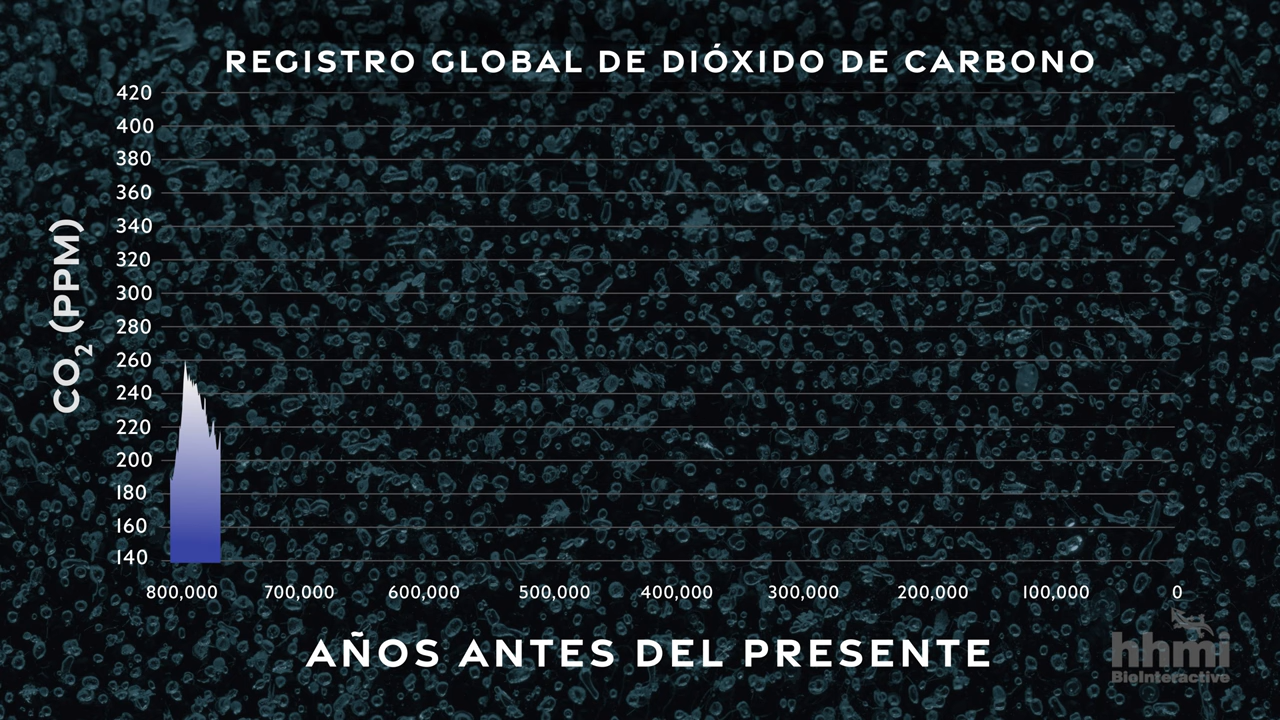 REGISTRO GLOBAL DE DIÓXIDO DE CARBONO
420
400
380
360
340
320
300
280
260
240
220
200
180
160
140
CO2 (PPM)
800,000 700,000 600,000 500,000 400,000 300,000 200,000 100,000 0
AÑOS ANTES DEL PRESENTE
hhmi
BioInteractive